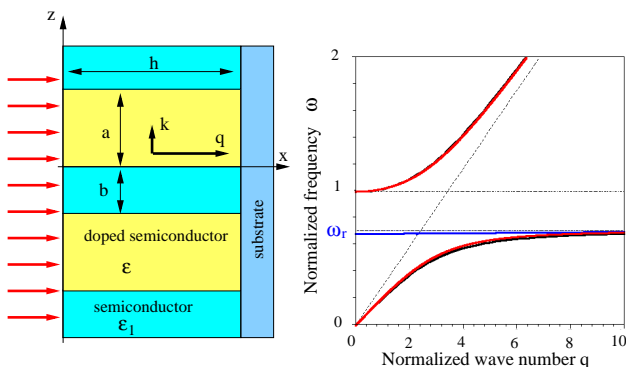 z
h
a
k
q
x
b
doped semiconductor
ε
semiconductor
ε₁
substrate
Normalized frequency ω
2
1
ω_r
0
0 2 4 6 8 10
Normalized wave number q